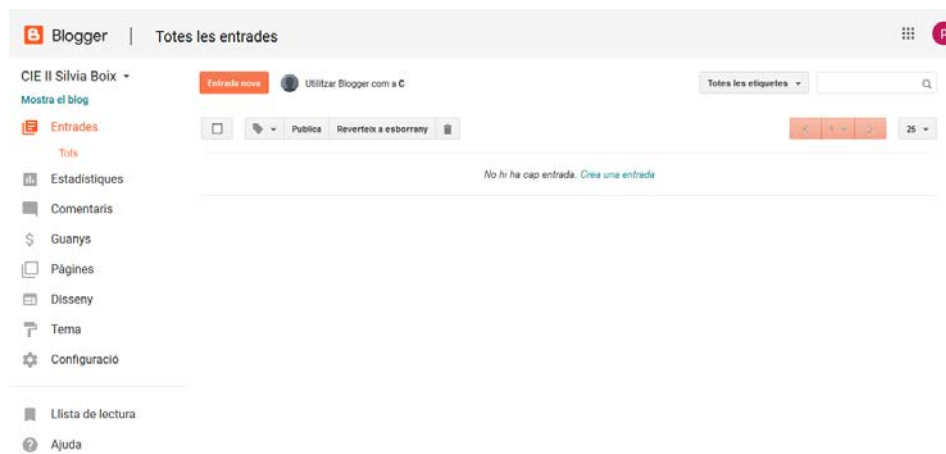 Blogger | Totes les entrades
CIE II Silvia Boix
Mostra el blog
Entrades
Tots
Estadístiques
Comentaris
Guanys
Pàgines
Disseny
Tema
Configuració
Llista de lectura
Ajuda
Entrada nova
Utilitzar Blogger com a C
Totes les etiquetes
Publica
Reverteix a esborrany
25
No hi ha cap entrada. Crea una entrada